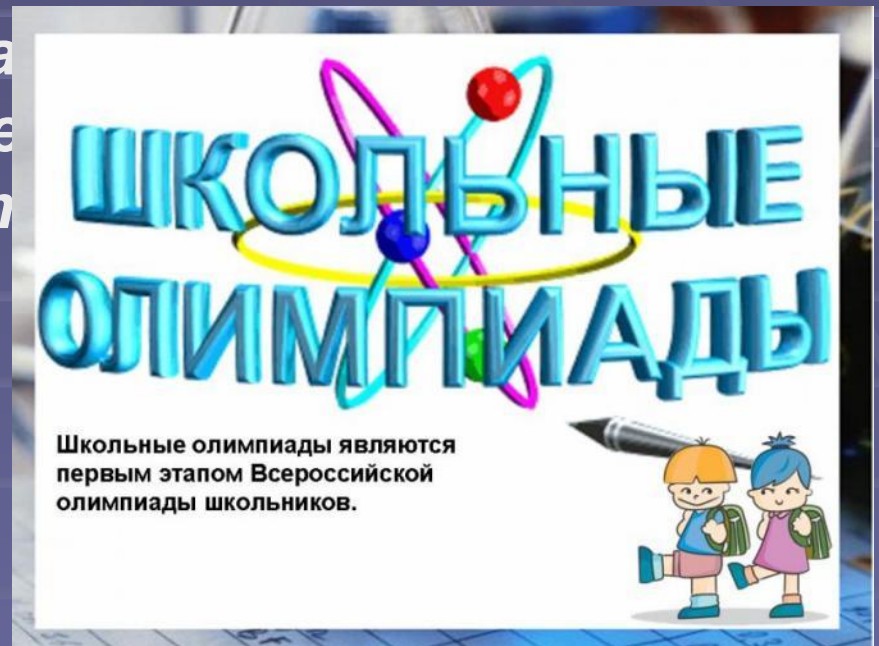 ШКОЛЬНЫЕ
ОЛИМПИАДЫ
Школьные олимпиады являются
первым этапом Всероссийской
олимпиады школьников.